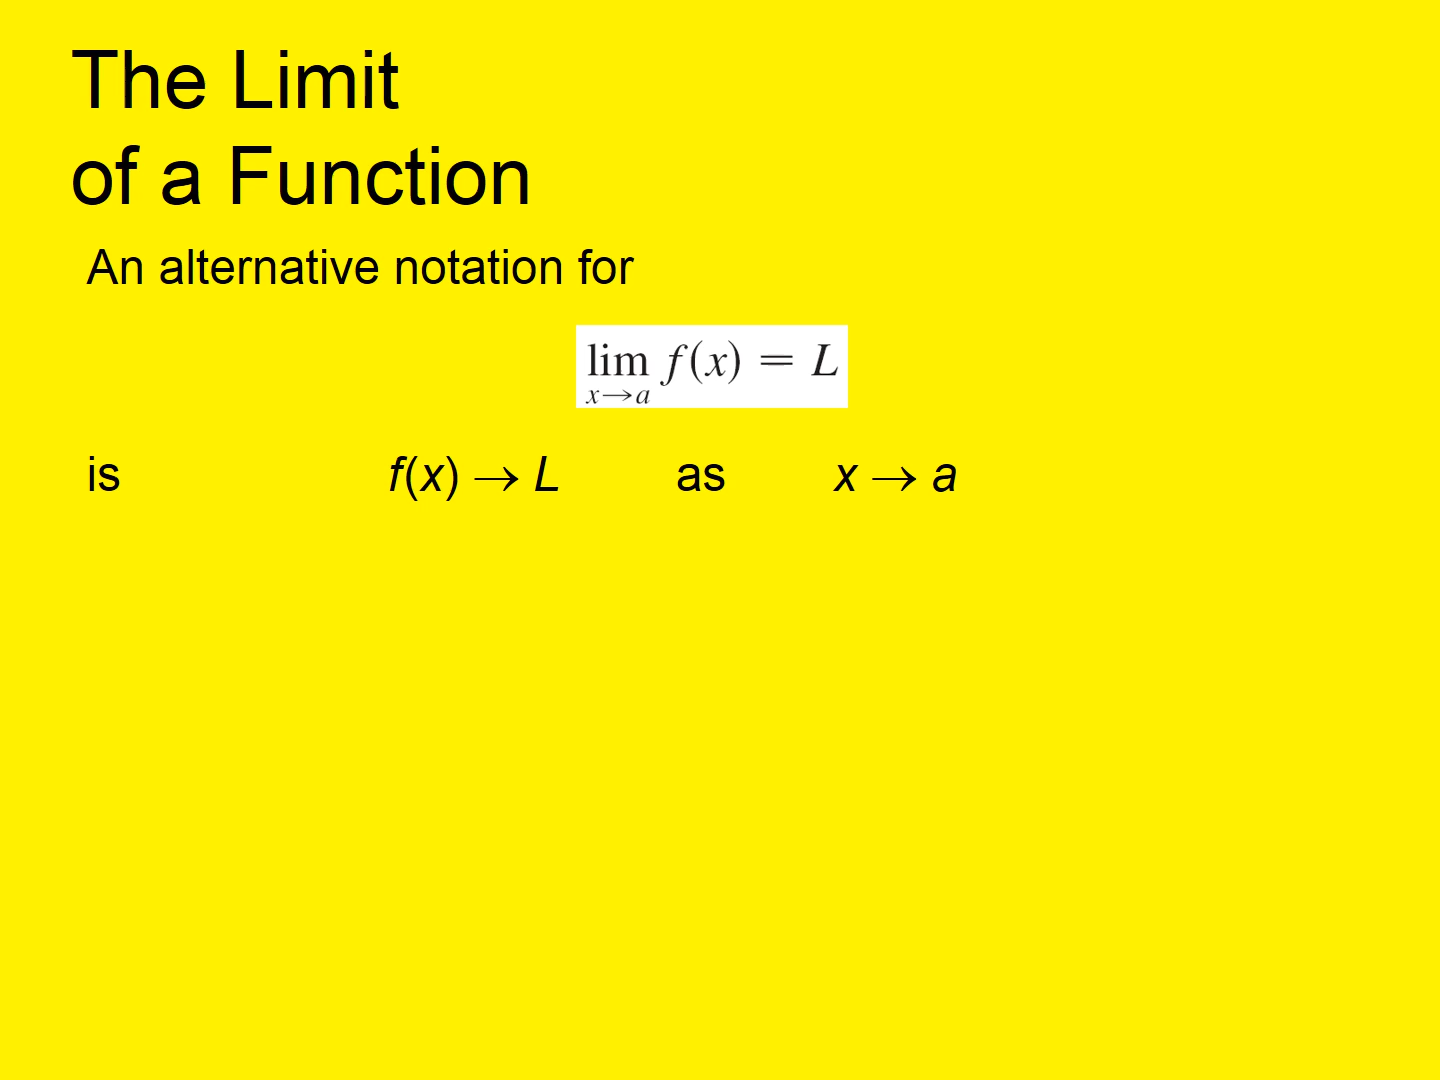 The Limit
of a Function
An alternative notation for
lim f(x) = L
x→a
is f(x) → L as x → a